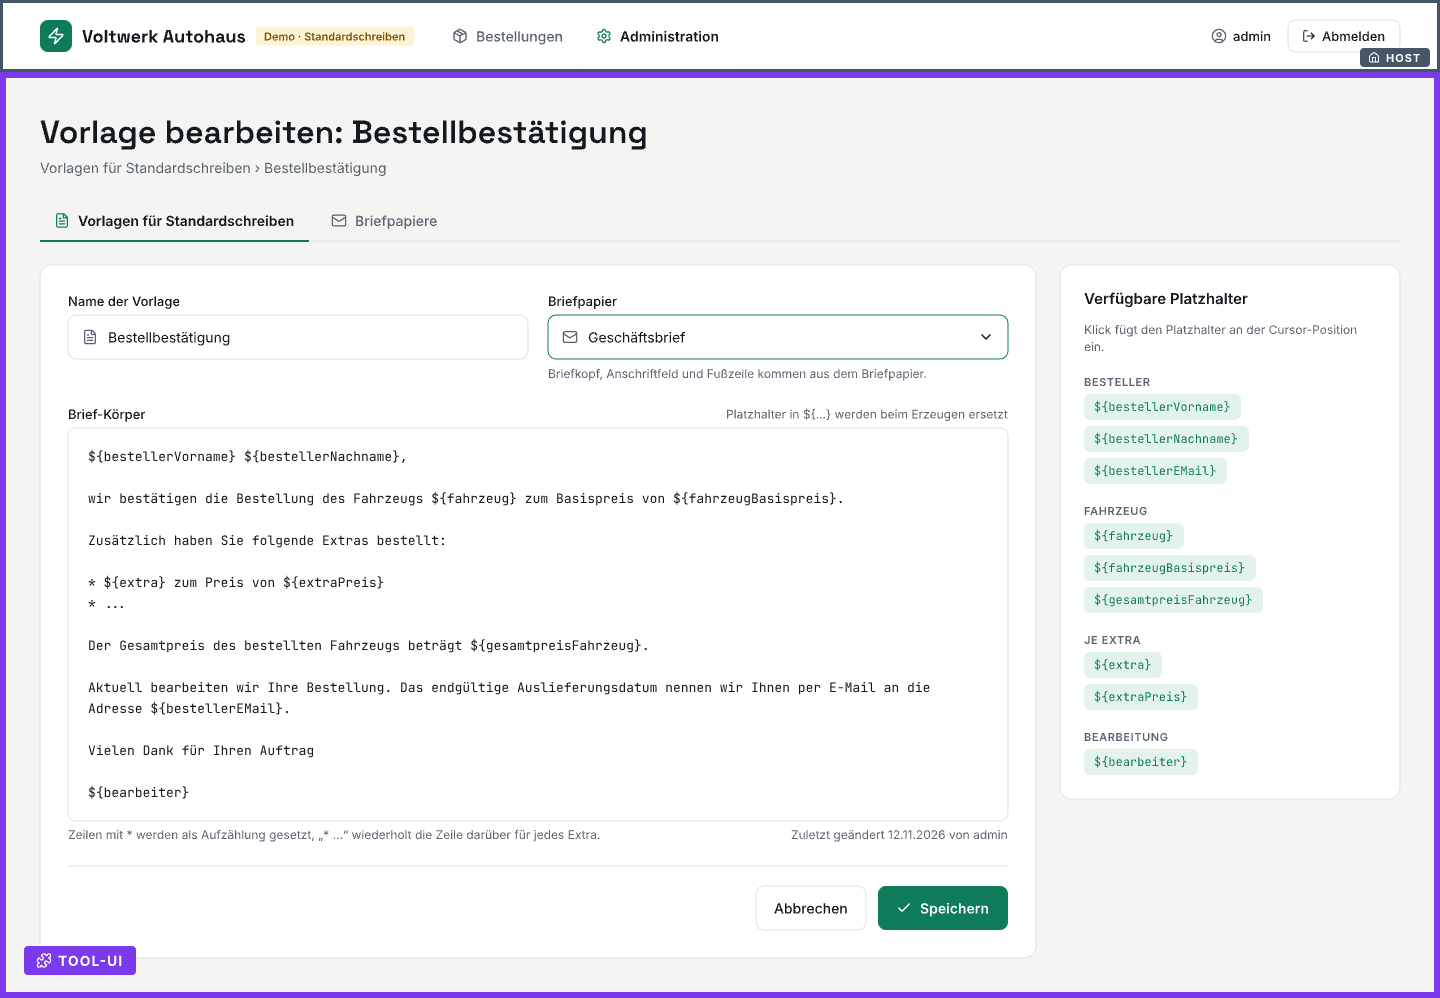 Voltwerk Autohaus
Demo · Standardschreiben
Bestellungen
Administration
admin
Abmelden
HOST
Vorlage bearbeiten: Bestellbestätigung
Vorlagen für Standardschreiben › Bestellbestätigung
Vorlagen für Standardschreiben
Briefpapiere
Name der Vorlage
Bestellbestätigung
Briefpapier
Geschäftsbrief
Briefkopf, Anschriftfeld und Fußzeile kommen aus dem Briefpapier.
Brief-Körper
Platzhalter in ${...} werden beim Erzeugen ersetzt
${bestellerVorname} ${bestellerNachname},
wir bestätigen die Bestellung des Fahrzeugs ${fahrzeug} zum Basispreis von ${fahrzeugBasispreis}.
Zusätzlich haben Sie folgende Extras bestellt:
* ${extra} zum Preis von ${extraPreis}
* ...
Der Gesamtpreis des bestellten Fahrzeugs beträgt ${gesamtpreisFahrzeug}.
Aktuell bearbeiten wir Ihre Bestellung. Das endgültige Auslieferungsdatum nennen wir Ihnen per E-Mail an die
Adresse ${bestellerEMail}.
Vielen Dank für Ihren Auftrag
${bearbeiter}
Zeilen mit * werden als Aufzählung gesetzt, „* ...“ wiederholt die Zeile darüber für jedes Extra.
Zuletzt geändert 12.11.2026 von admin
Abbrechen
Speichern
Verfügbare Platzhalter
Klick fügt den Platzhalter an der Cursor-Position
ein.
BESTELLER
${bestellerVorname}
${bestellerNachname}
${bestellerEMail}
FAHRZEUG
${fahrzeug}
${fahrzeugBasispreis}
${gesamtpreisFahrzeug}
JE EXTRA
${extra}
${extraPreis}
BEARBEITUNG
${bearbeiter}
TOOL-UI